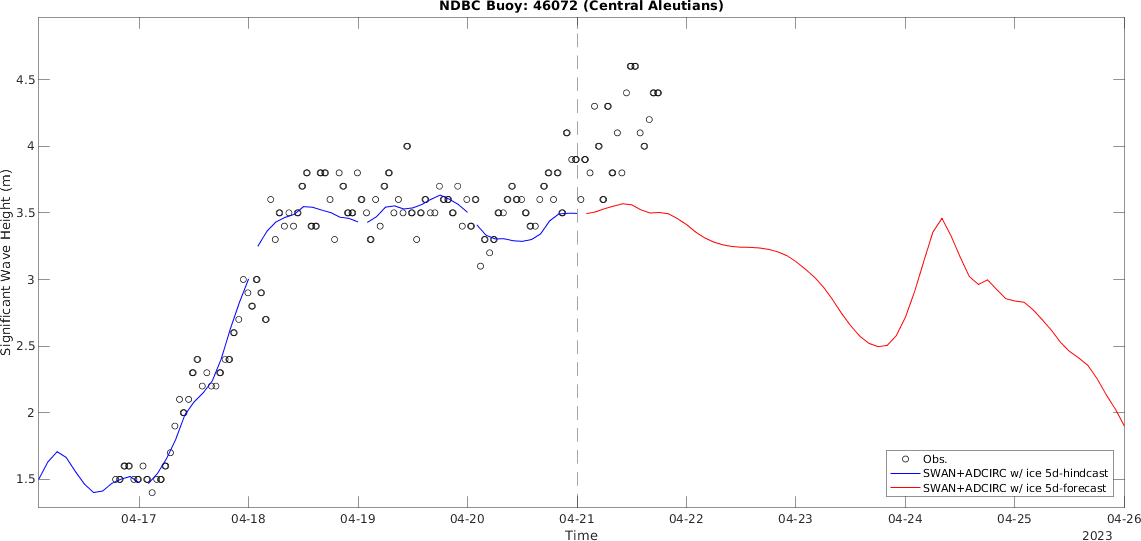 NDBC Buoy: 46072 (Central Aleutians)
Significant Wave Height (m)
4.5
4
3.5
3
2.5
2
1.5
Obs.
SWAN+ADCIRC w/ ice 5d-hindcast
SWAN+ADCIRC w/ ice 5d-forecast
04-17 04-18 04-19 04-20 04-21 04-22 04-23 04-24 04-25 04-26
Time
2023